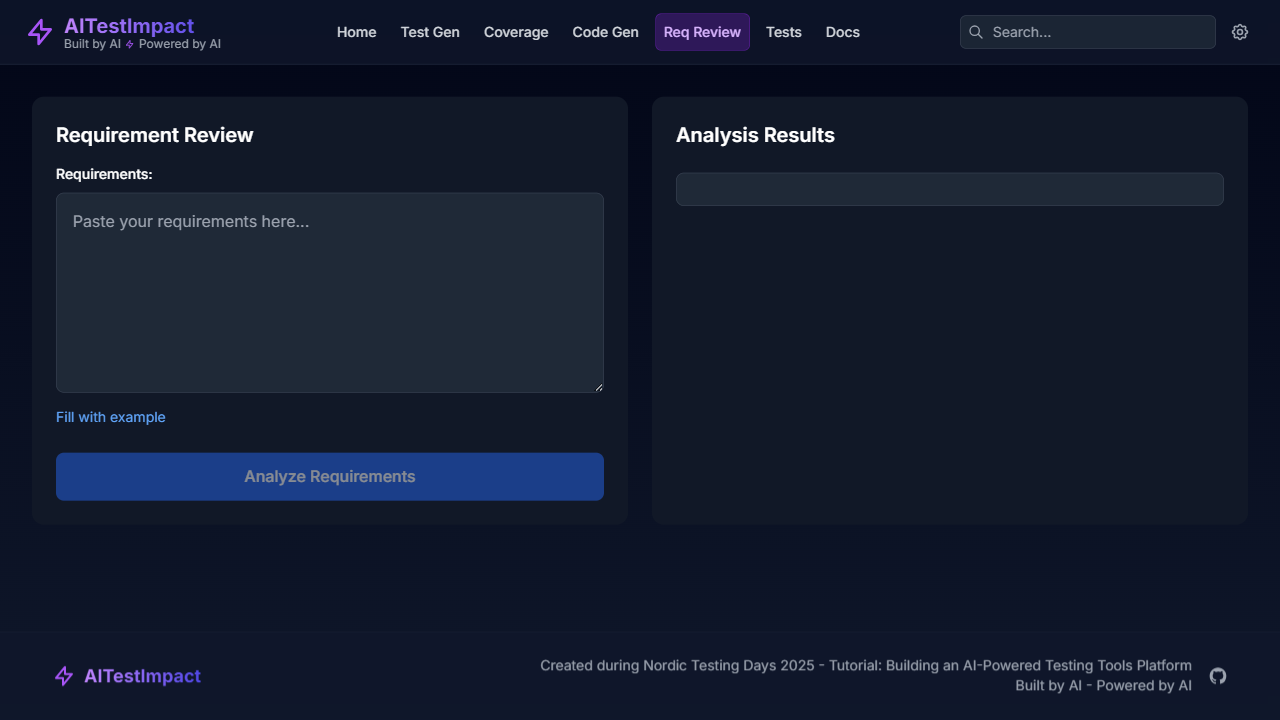 AITestImpact
Built by AI ⚡ Powered by AI
Home
Test Gen
Coverage
Code Gen
Req Review
Tests
Docs
Search...
Requirement Review
Requirements:
Paste your requirements here...
Fill with example
Analyze Requirements
Analysis Results
AITestImpact
Created during Nordic Testing Days 2025 - Tutorial: Building an AI-Powered Testing Tools Platform
Built by AI - Powered by AI